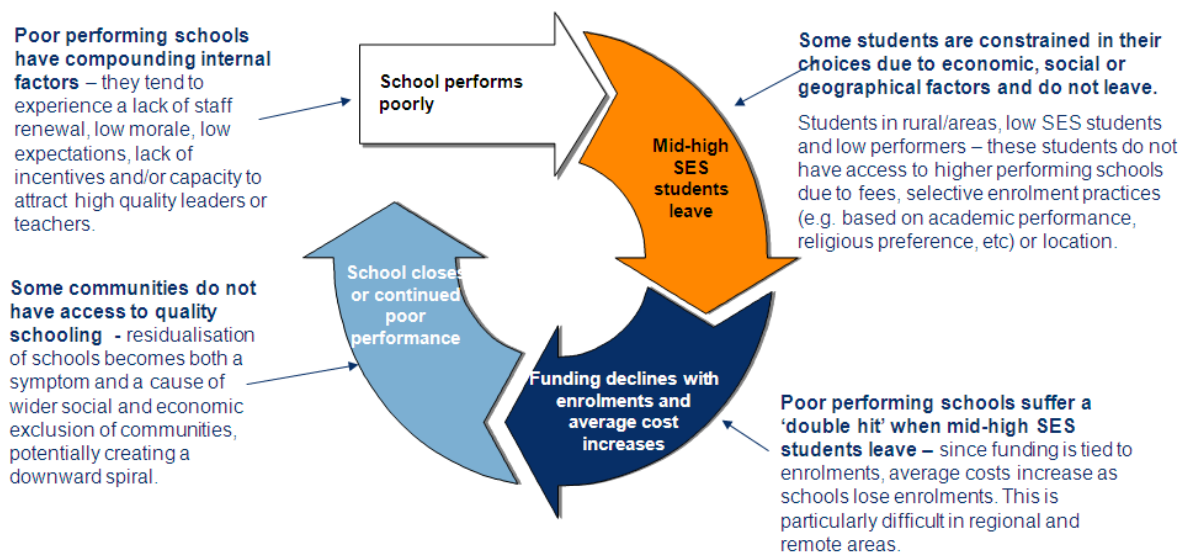 Poor performing schools
have compounding internal
factors – they tend to
experience a lack of staff
renewal, low morale, low
expectations, lack of
incentives and/or capacity to
attract high quality leaders or
teachers.
School performs
poorly
Some students are constrained in their
choices due to economic, social or
geographical factors and do not leave.
Students in rural/areas, low SES students
and low performers – these students do not
have access to higher performing schools
due to fees, selective enrolment practices
(e.g. based on academic performance,
religious preference, etc) or location.
Mid-high
SES
students
leave
Some communities do not
have access to quality
schooling - residualisation
of schools becomes both a
symptom and a cause of
wider social and economic
exclusion of communities,
potentially creating a
downward spiral.
School closes
or continued
poor
performance
Funding declines with
enrolments and
average cost
increases
Poor performing schools suffer a
‘double hit’ when mid-high SES
students leave – since funding is tied to
enrolments, average costs increase as
schools lose enrolments. This is
particularly difficult in regional and
remote areas.